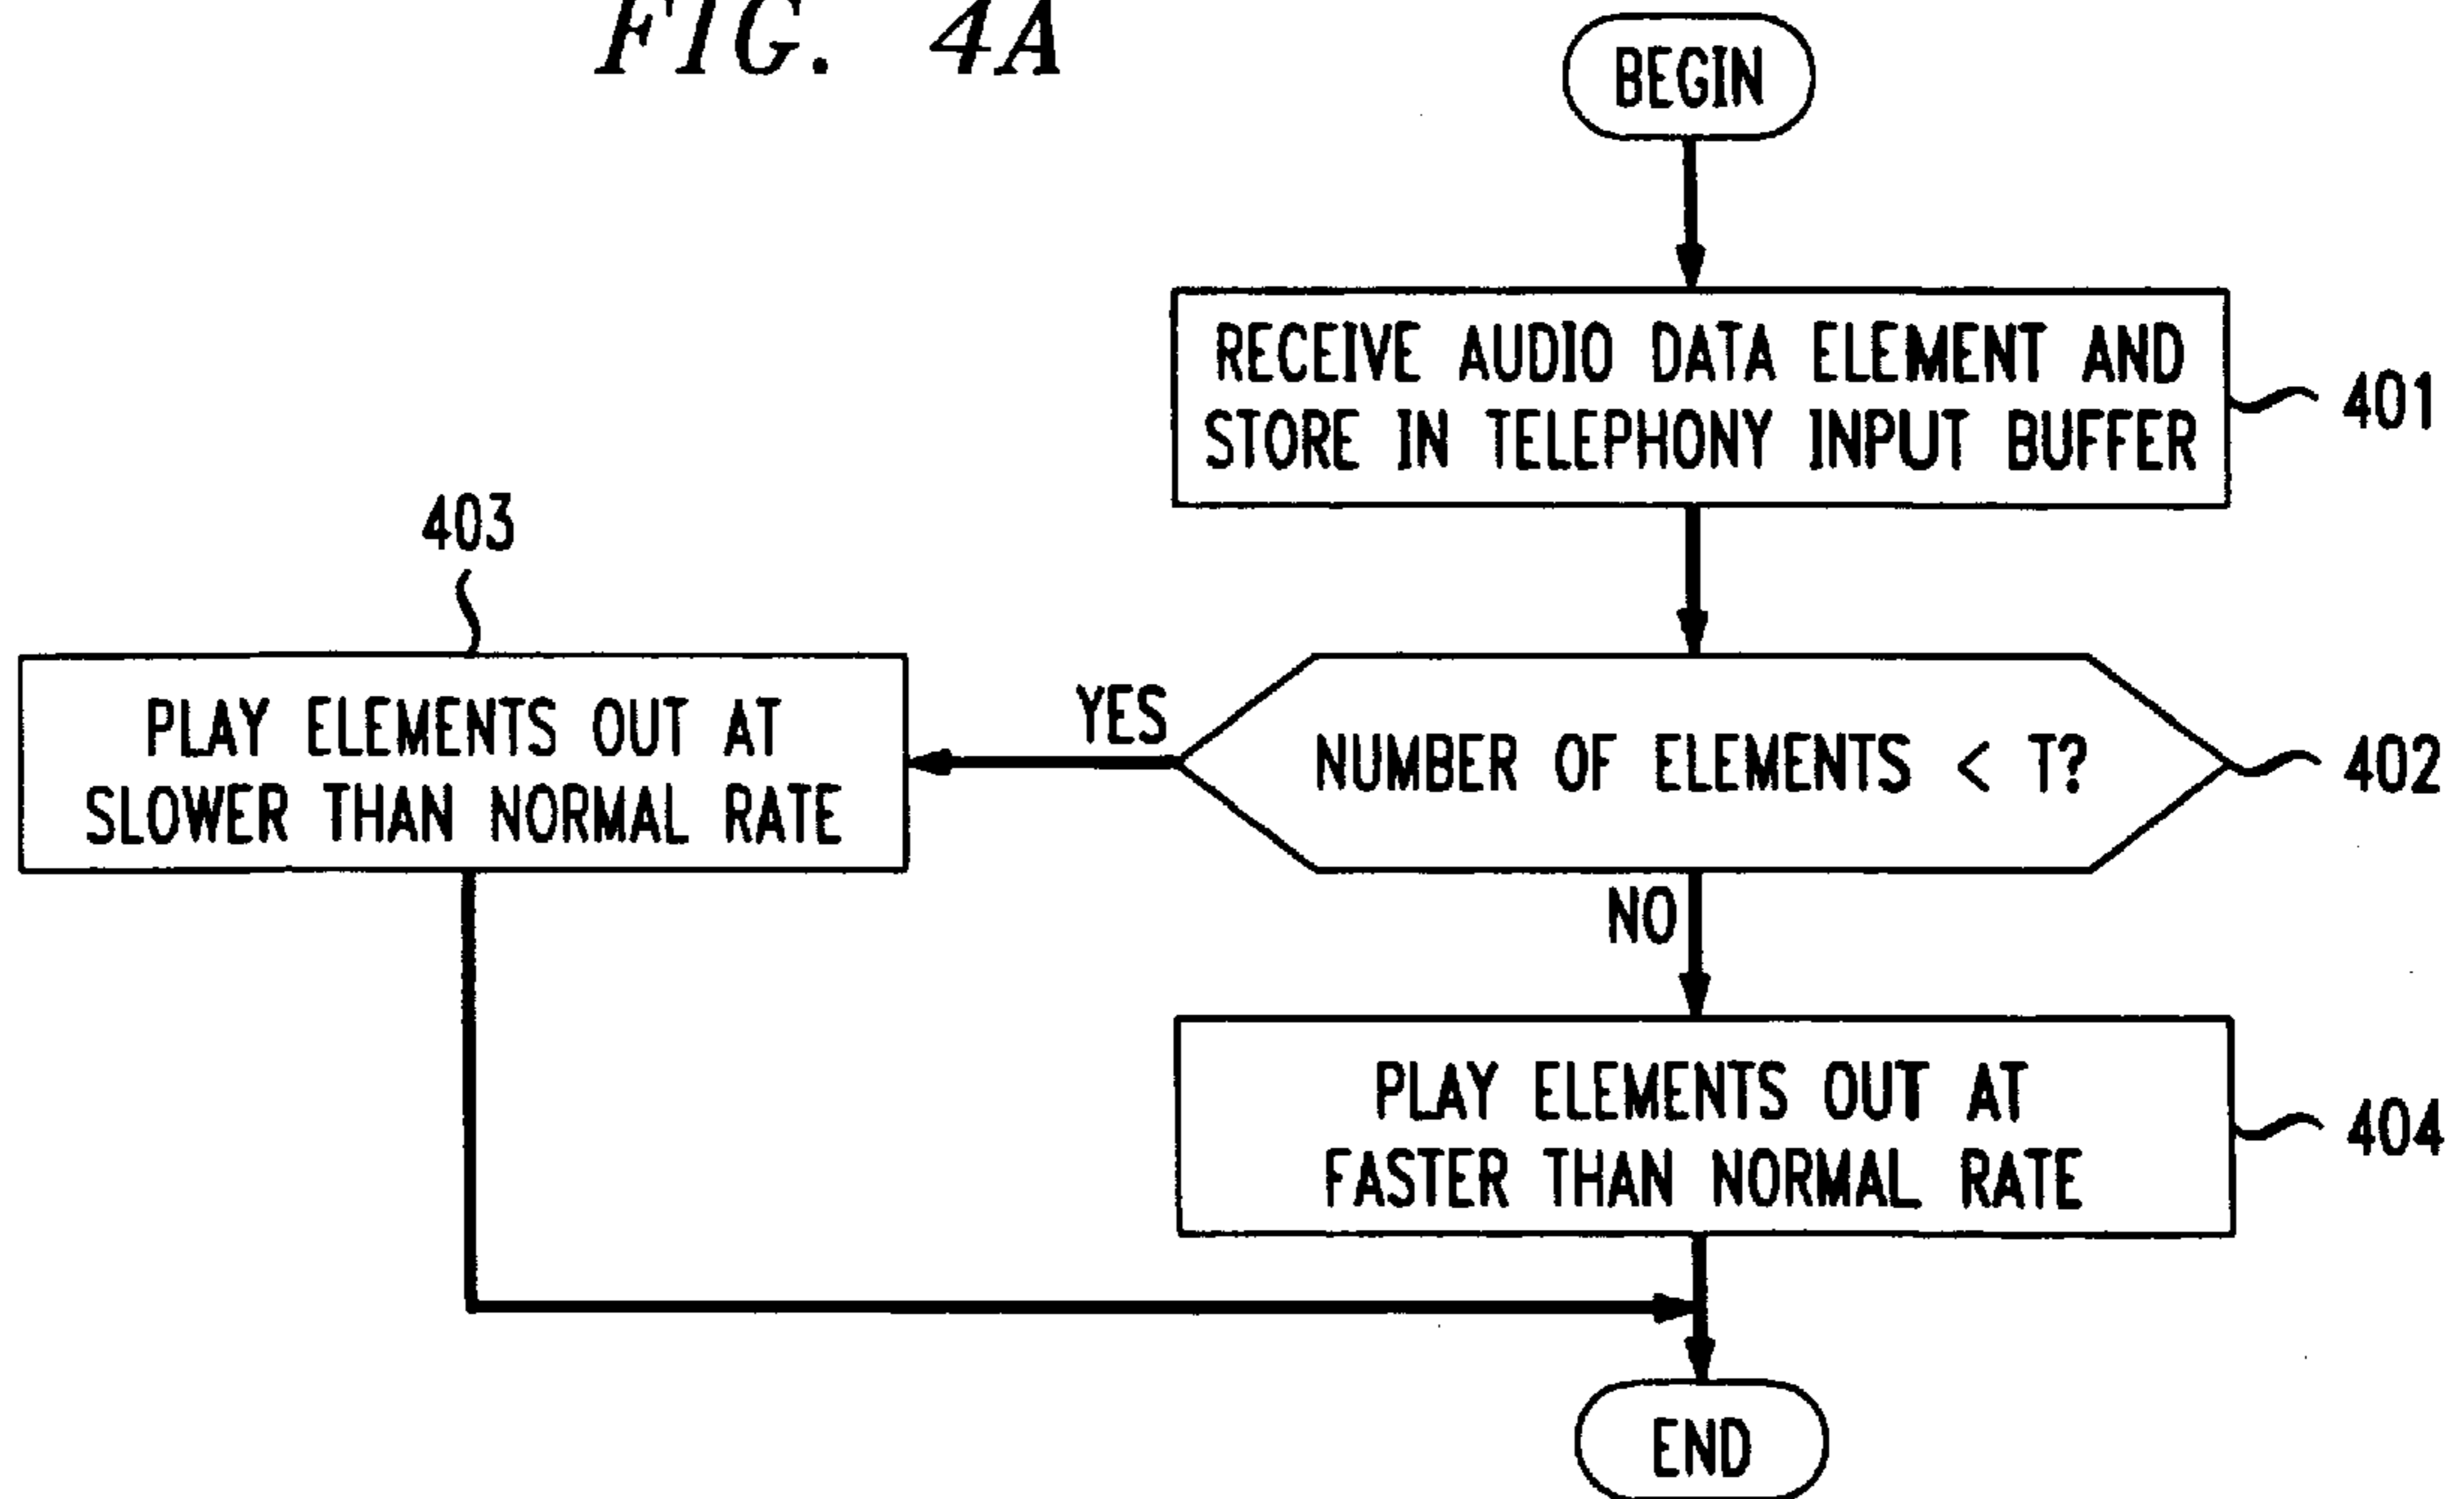 FIG. 4A
BEGIN
RECEIVE AUDIO DATA ELEMENT AND
STORE IN TELEPHONY INPUT BUFFER
401
403
PLAY ELEMENTS OUT AT
SLOWER THAN NORMAL RATE
YES
NUMBER OF ELEMENTS < T?
402
NO
PLAY ELEMENTS OUT AT
FASTER THAN NORMAL RATE
404
END